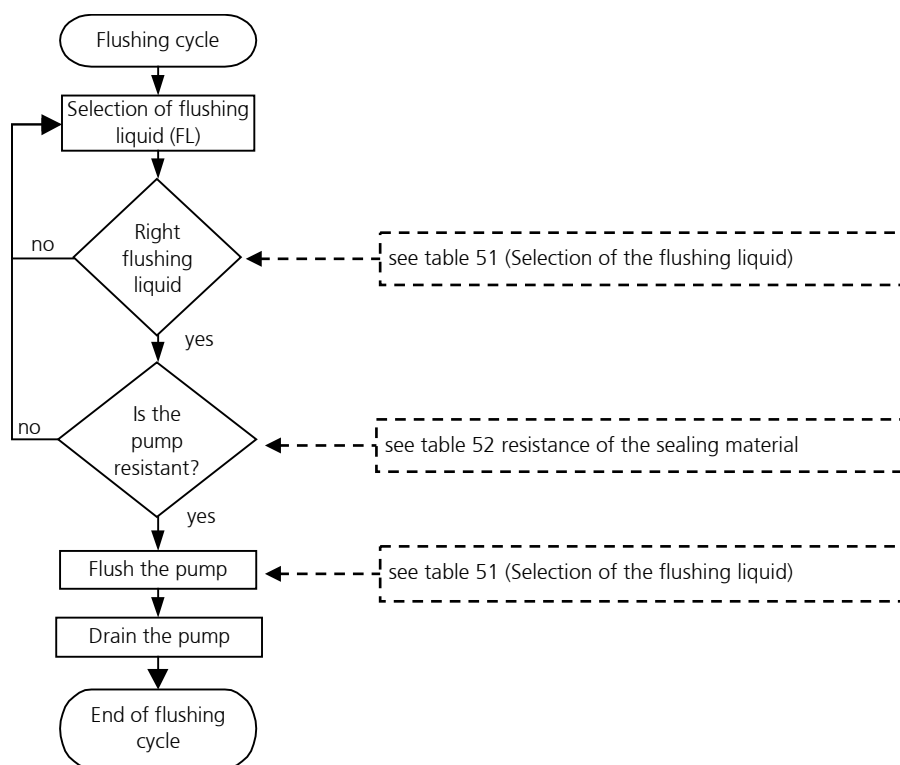 Flushing cycle
Selection of flushing
liquid (FL)
no
Right
flushing
liquid
see table 51 (Selection of the flushing liquid)
yes
no
Is the
pump
resistant?
see table 52 resistance of the sealing material
yes
Flush the pump
see table 51 (Selection of the flushing liquid)
Drain the pump
End of flushing
cycle